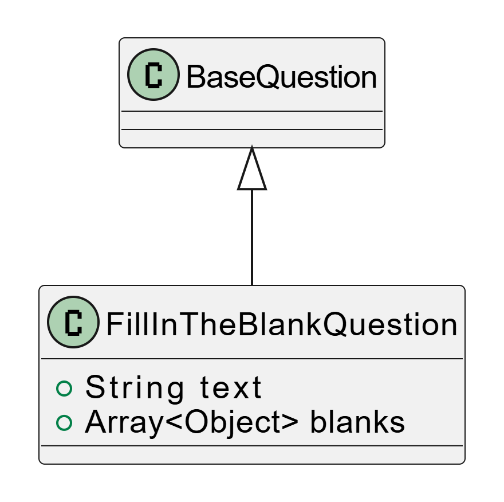 C BaseQuestion
C FillInTheBlankQuestion
String text
Array<Object> blanks